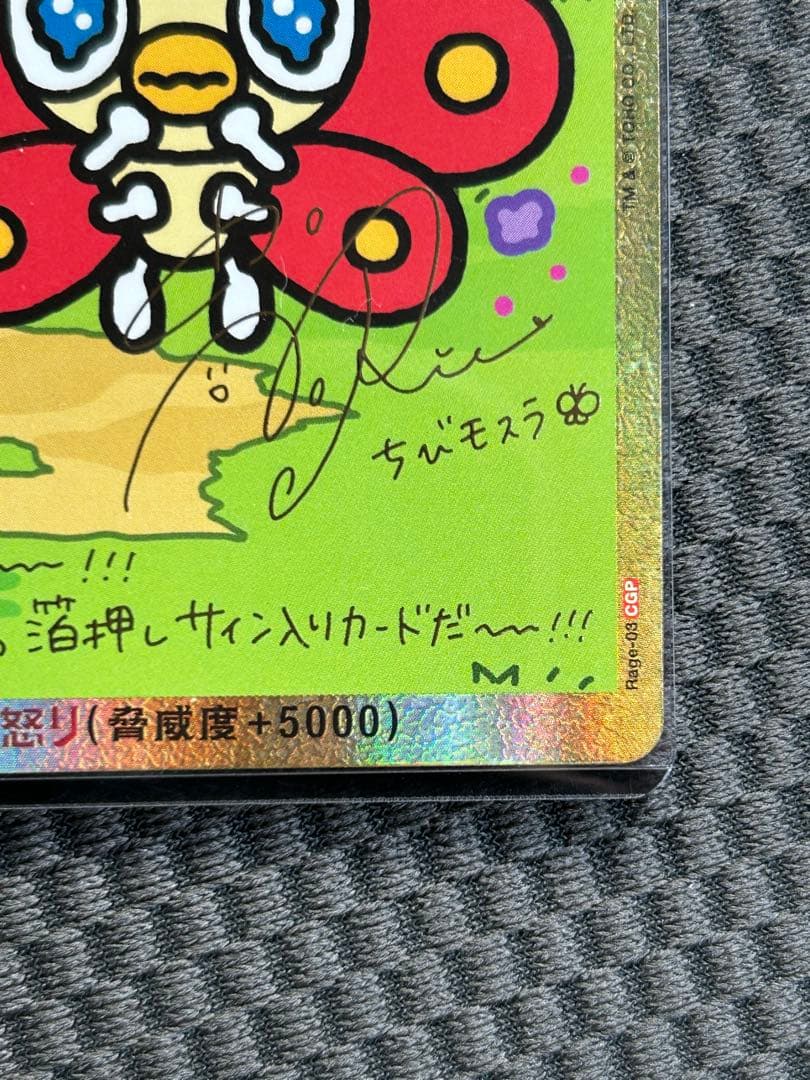 TM & © TOHO CO., LTD.
ちびモスラ
〜!!!
箔押しサイン入りカードだ〜〜!!!
Rage-03 CGP
怒り(脅威度+5000)